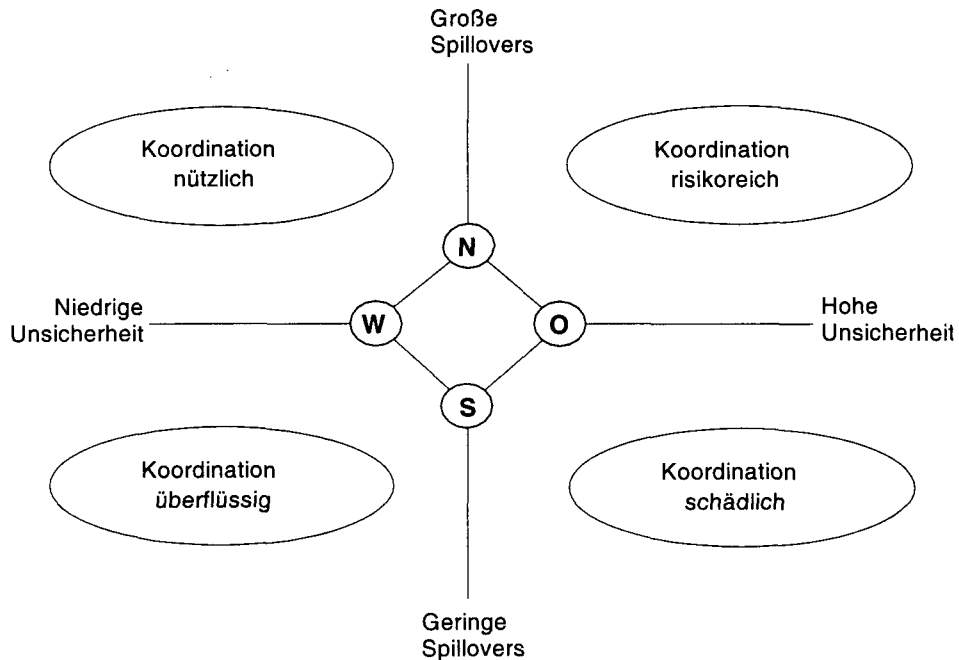 Große
Spillovers
Koordination
nützlich
Koordination
risikoreich
N
Niedrige
Unsicherheit
W
O
Hohe
Unsicherheit
S
Koordination
überflüssig
Koordination
schädlich
Geringe
Spillovers